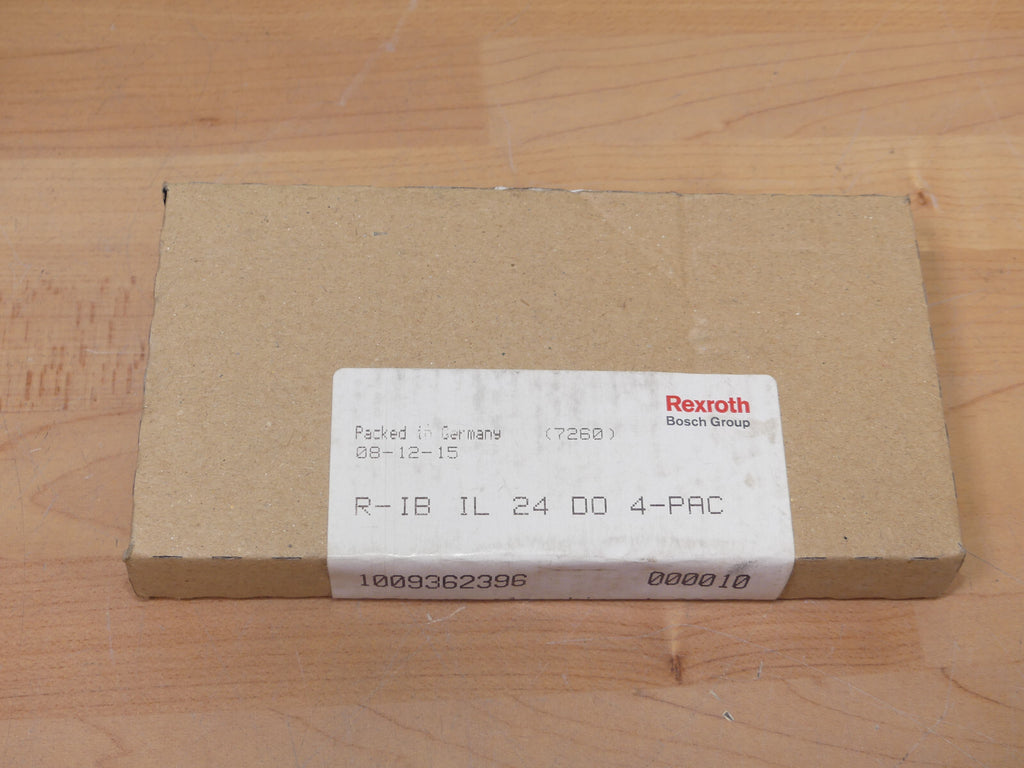 Rexroth
Bosch Group
Packed in Germany (7260)
08-12-15
R-IB IL 24 DO 4-PAC
1009362396 000010